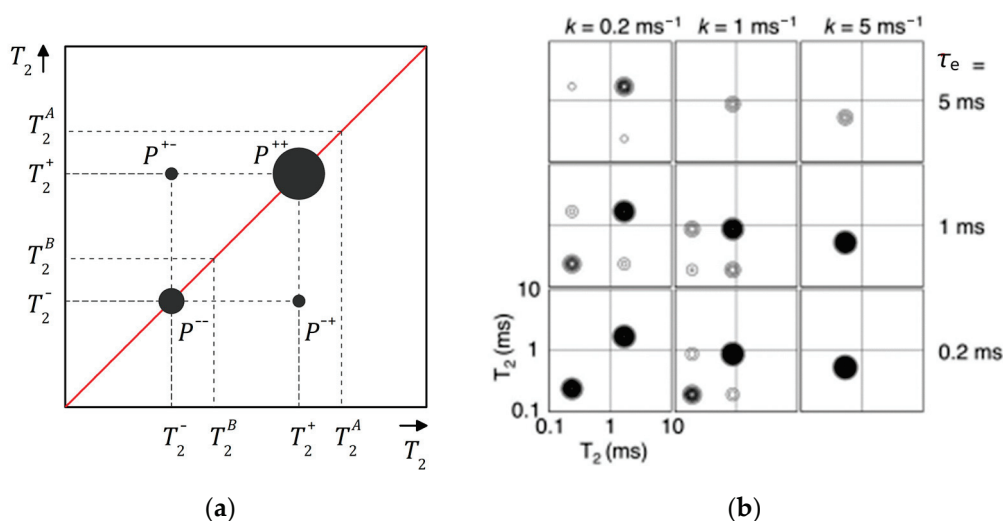 T₂ ↑
T₂ᴬ
T₂⁺
T₂ᴮ
T₂⁻
P⁺⁻
P⁺⁺
P⁻⁻
P⁻⁺
T₂⁻ T₂ᴮ T₂⁺ T₂ᴬ → T₂
(a)
k = 0.2 ms⁻¹ k = 1 ms⁻¹ k = 5 ms⁻¹
τe =
5 ms
1 ms
0.2 ms
10
1
0.1
T₂ (ms)
0.1 1 10
T₂ (ms)
(b)